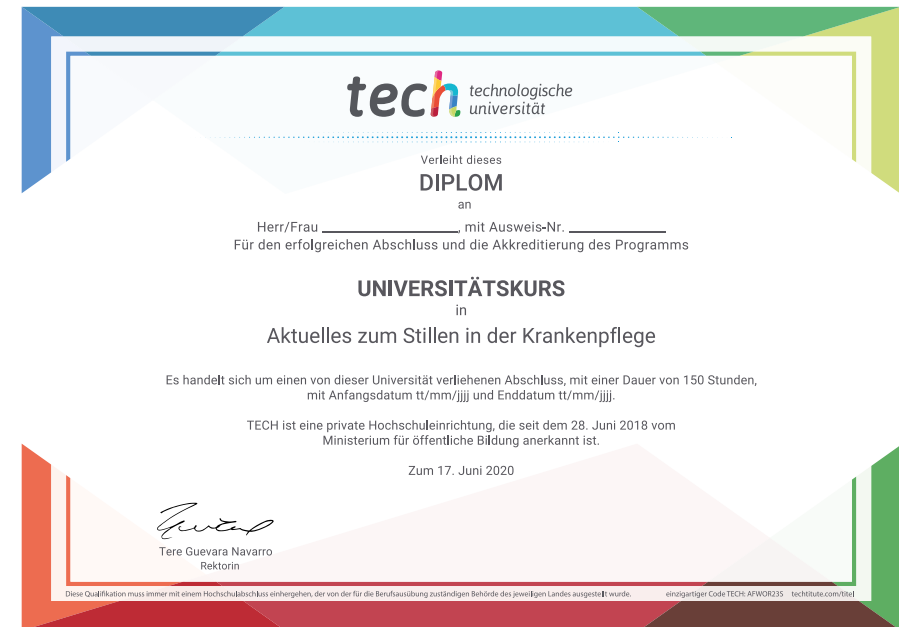 tech technologische
universität
Verleiht dieses
DIPLOM
an
Herr/Frau ____________________, mit Ausweis-Nr. ______________
Für den erfolgreichen Abschluss und die Akkreditierung des Programms
UNIVERSITÄTSKURS
in
Aktuelles zum Stillen in der Krankenpflege
Es handelt sich um einen von dieser Universität verliehenen Abschluss, mit einer Dauer von 150 Stunden,
mit Anfangsdatum tt/mm/jjjj und Enddatum tt/mm/jjjj.
TECH ist eine private Hochschuleinrichtung, die seit dem 28. Juni 2018 vom
Ministerium für öffentliche Bildung anerkannt ist.
Zum 17. Juni 2020
Tere Guevara Navarro
Rektorin
Diese Qualifikation muss immer mit einem Hochschulabschluss einhergehen, der von der für die Berufsausübung zuständigen Behörde des jeweiligen Landes ausgestellt wurde. einzigartiger Code TECH: AFWOR23S techtitute.com/titel